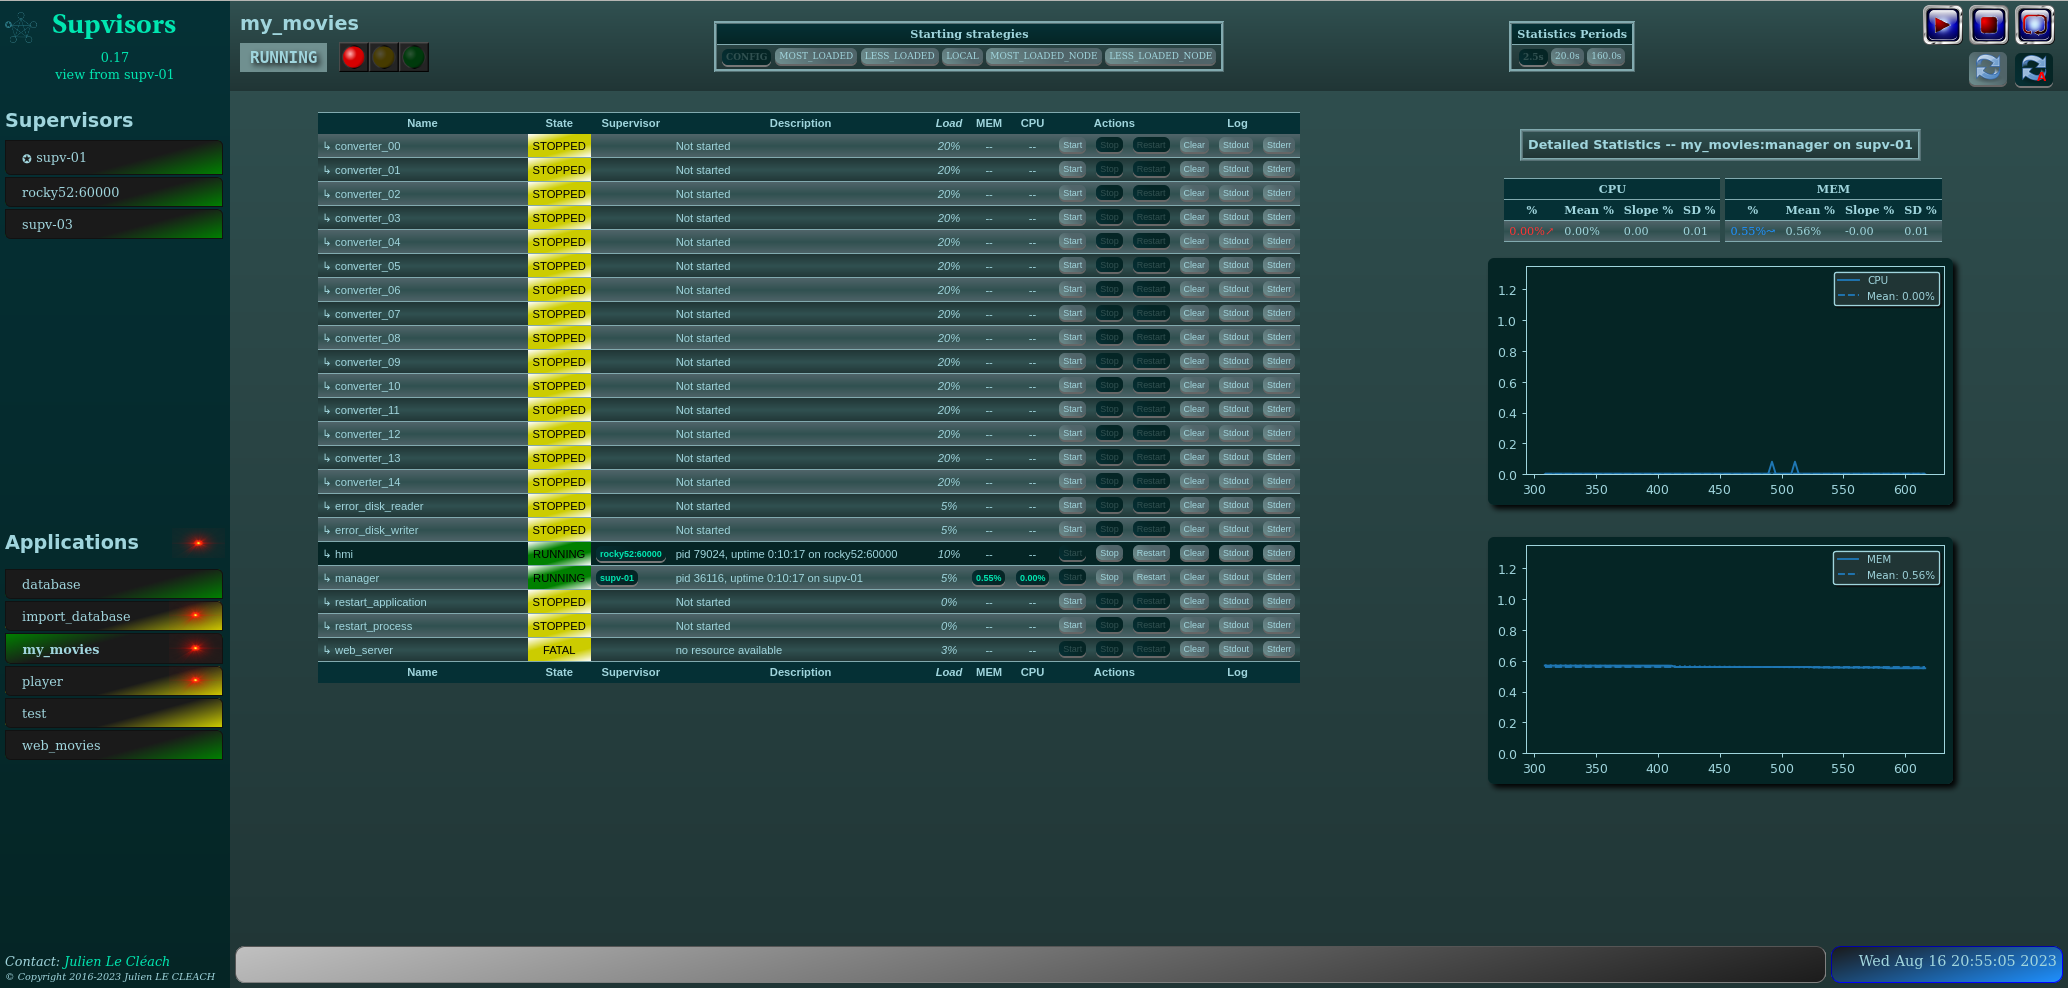 Supvisors
0.17
view from supv-01
Supervisors
✪ supv-01
rocky52:60000
supv-03
Applications
database
import_database
my_movies
player
test
web_movies
Contact: Julien Le Cléach
© Copyright 2016-2023 Julien LE CLEACH
my_movies
RUNNING
Starting strategies
CONFIG MOST_LOADED LESS_LOADED LOCAL MOST_LOADED_NODE LESS_LOADED_NODE
Statistics Periods
2.5s 20.0s 160.0s
Name State Supervisor Description Load MEM CPU Actions Log
↳ converter_00 STOPPED Not started 20% -- -- Start Stop Restart Clear Stdout Stderr
↳ converter_01 STOPPED Not started 20% -- -- Start Stop Restart Clear Stdout Stderr
↳ converter_02 STOPPED Not started 20% -- -- Start Stop Restart Clear Stdout Stderr
↳ converter_03 STOPPED Not started 20% -- -- Start Stop Restart Clear Stdout Stderr
↳ converter_04 STOPPED Not started 20% -- -- Start Stop Restart Clear Stdout Stderr
↳ converter_05 STOPPED Not started 20% -- -- Start Stop Restart Clear Stdout Stderr
↳ converter_06 STOPPED Not started 20% -- -- Start Stop Restart Clear Stdout Stderr
↳ converter_07 STOPPED Not started 20% -- -- Start Stop Restart Clear Stdout Stderr
↳ converter_08 STOPPED Not started 20% -- -- Start Stop Restart Clear Stdout Stderr
↳ converter_09 STOPPED Not started 20% -- -- Start Stop Restart Clear Stdout Stderr
↳ converter_10 STOPPED Not started 20% -- -- Start Stop Restart Clear Stdout Stderr
↳ converter_11 STOPPED Not started 20% -- -- Start Stop Restart Clear Stdout Stderr
↳ converter_12 STOPPED Not started 20% -- -- Start Stop Restart Clear Stdout Stderr
↳ converter_13 STOPPED Not started 20% -- -- Start Stop Restart Clear Stdout Stderr
↳ converter_14 STOPPED Not started 20% -- -- Start Stop Restart Clear Stdout Stderr
↳ error_disk_reader STOPPED Not started 5% -- -- Start Stop Restart Clear Stdout Stderr
↳ error_disk_writer STOPPED Not started 5% -- -- Start Stop Restart Clear Stdout Stderr
↳ hmi RUNNING rocky52:60000 pid 79024, uptime 0:10:17 on rocky52:60000 10% -- -- Start Stop Restart Clear Stdout Stderr
↳ manager RUNNING supv-01 pid 36116, uptime 0:10:17 on supv-01 5% 0.55% 0.00% Start Stop Restart Clear Stdout Stderr
↳ restart_application STOPPED Not started 0% -- -- Start Stop Restart Clear Stdout Stderr
↳ restart_process STOPPED Not started 0% -- -- Start Stop Restart Clear Stdout Stderr
↳ web_server FATAL no resource available 3% -- -- Start Stop Restart Clear Stdout Stderr
Name State Supervisor Description Load MEM CPU Actions Log
Detailed Statistics -- my_movies:manager on supv-01
CPU MEM
% Mean % Slope % SD % % Mean % Slope % SD %
0.00%↗ 0.00% 0.00 0.01 0.55%⤳ 0.56% -0.00 0.01
CPU
Mean: 0.00%
1.2
1.0
0.8
0.6
0.4
0.2
0.0
300 350 400 450 500 550 600
MEM
Mean: 0.56%
1.2
1.0
0.8
0.6
0.4
0.2
0.0
300 350 400 450 500 550 600
Wed Aug 16 20:55:05 2023